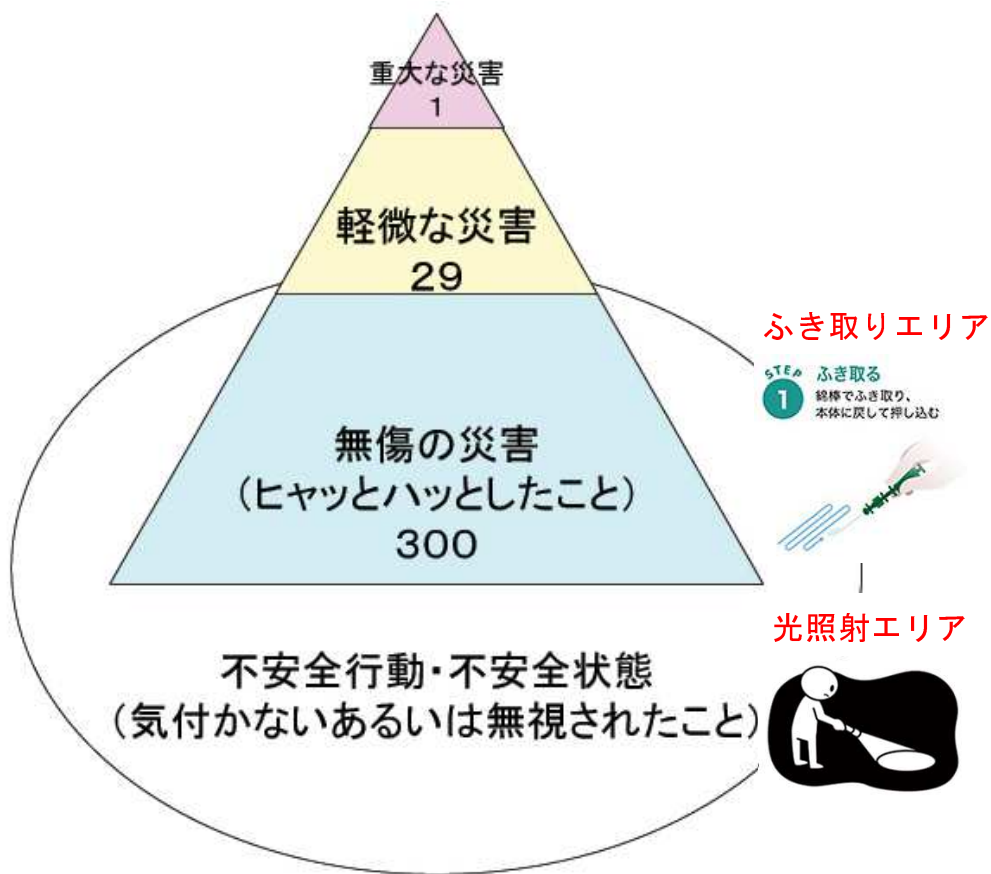 重大な災害
1
軽微な災害
29
無傷の災害
(ヒヤッとハッとしたこと)
300
不安全行動・不安全状態
(気付かないあるいは無視されたこと)
ふき取りエリア
STEP
1
ふき取る
綿棒でふき取り、
本体に戻して押し込む
光照射エリア